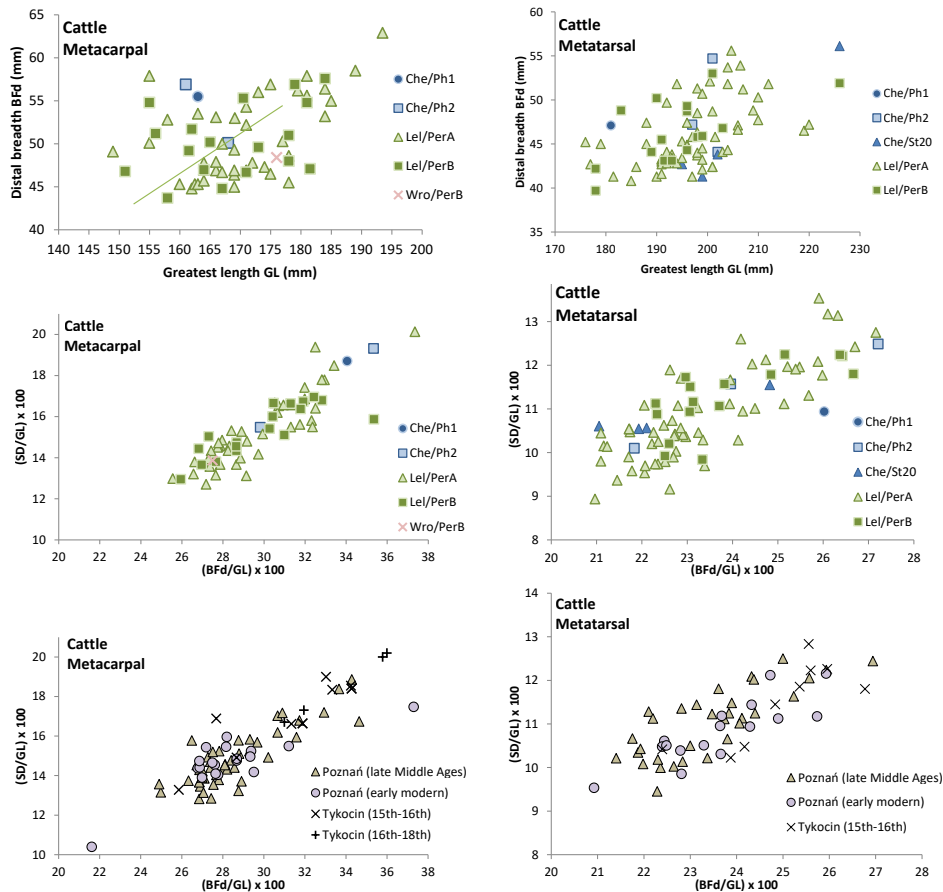 Cattle
Metacarpal
Distal breadth BFd (mm)
65
60
55
50
45
40
140 145 150 155 160 165 170 175 180 185 190 195 200
Greatest length GL (mm)
Che/Ph1
Che/Ph2
Lel/PerA
Lel/PerB
Wro/PerB
Cattle
Metatarsal
Distal breadth BFd (mm)
60
55
50
45
40
35
170 180 190 200 210 220 230
Greatest length GL (mm)
Che/Ph1
Che/Ph2
Che/St20
Lel/PerA
Lel/PerB
Cattle
Metacarpal
(SD/GL) x 100
20
18
16
14
12
10
20 22 24 26 28 30 32 34 36 38
(BFd/GL) x 100
Che/Ph1
Che/Ph2
Lel/PerA
Lel/PerB
Wro/PerB
Cattle
Metatarsal
(SD/GL) x 100
13
12
11
10
9
8
20 21 22 23 24 25 26 27 28
(BFd/GL) x 100
Che/Ph1
Che/Ph2
Che/St20
Lel/PerA
Lel/PerB
Cattle
Metacarpal
(SD/GL) x 100
20
18
16
14
12
10
20 22 24 26 28 30 32 34 36 38
(BFd/GL) x 100
Poznań (late Middle Ages)
Poznań (early modern)
Tykocin (15th-16th)
Tykocin (16th-18th)
Cattle
Metatarsal
(SD/GL) x 100
14
13
12
11
10
9
8
20 21 22 23 24 25 26 27 28
(BFd/GL) x 100
Poznań (late Middle Ages)
Poznań (early modern)
Tykocin (15th-16th)